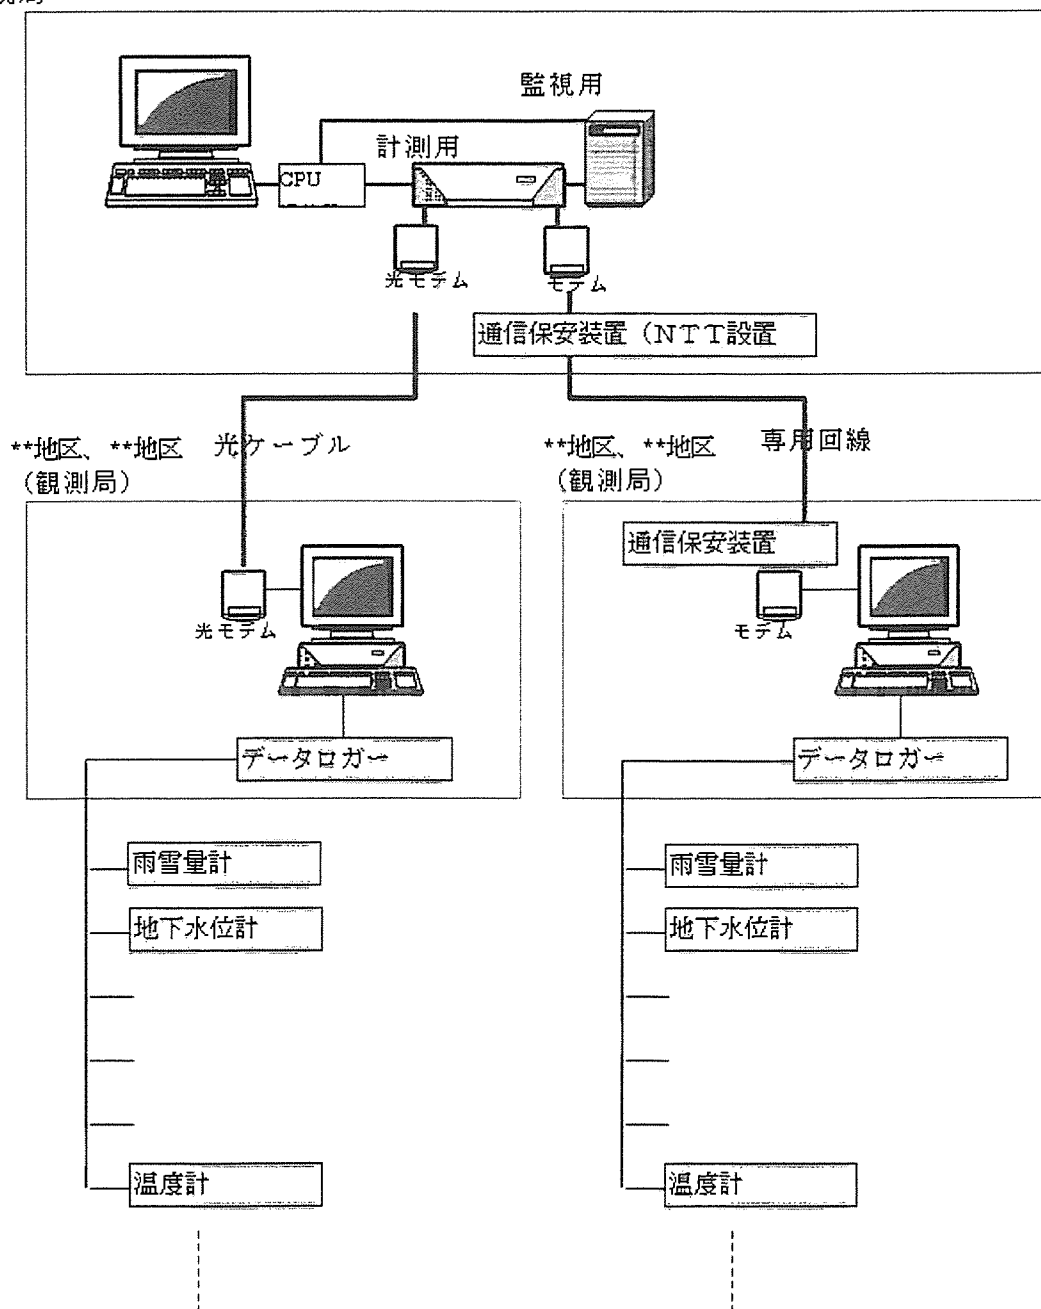 監視用
計測用
CPU
光モデム
モデム
通信保安装置（NTT設置
**地区、**地区 光ケーブル
(観測局)
**地区、**地区 専用回線
(観測局)
光モデム
データロガー
雨雪量計
地下水位計
温度計
通信保安装置
モデム
データロガー
雨雪量計
地下水位計
温度計